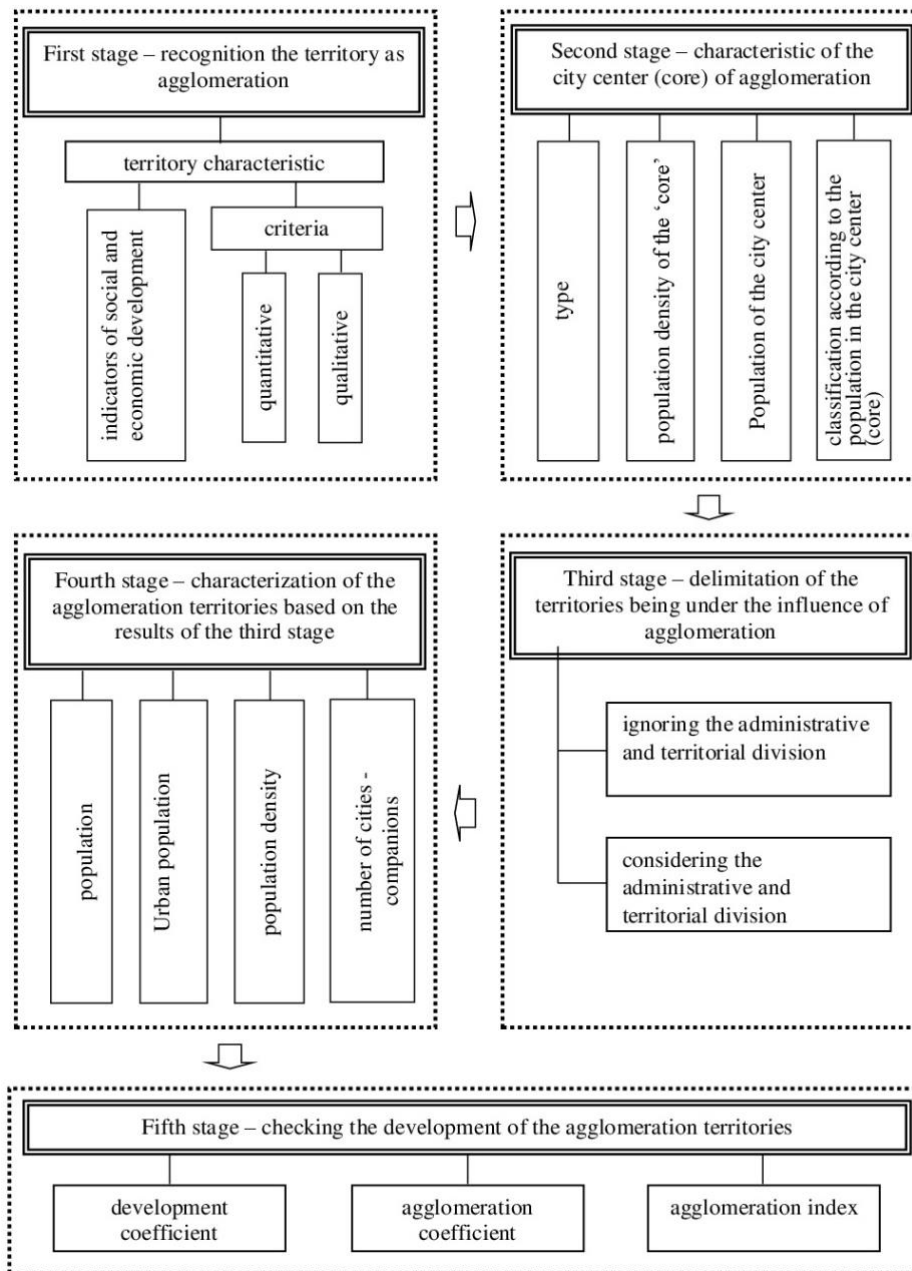 First stage – recognition the territory as
agglomeration
territory characteristic
indicators of social and
economic development
criteria
quantitative
qualitative
Second stage – characteristic of the
city center (core) of agglomeration
type
population density of the ‘core’
Population of the city center
classification according to the
population in the city center
(core)
Third stage – delimitation of the
territories being under the influence of
agglomeration
ignoring the administrative
and territorial division
considering the
administrative and
territorial division
Fourth stage – characterization of the
agglomeration territories based on the
results of the third stage
population
Urban population
population density
number of cities -
companions
Fifth stage – checking the development of the agglomeration territories
development
coefficient
agglomeration
coefficient
agglomeration index